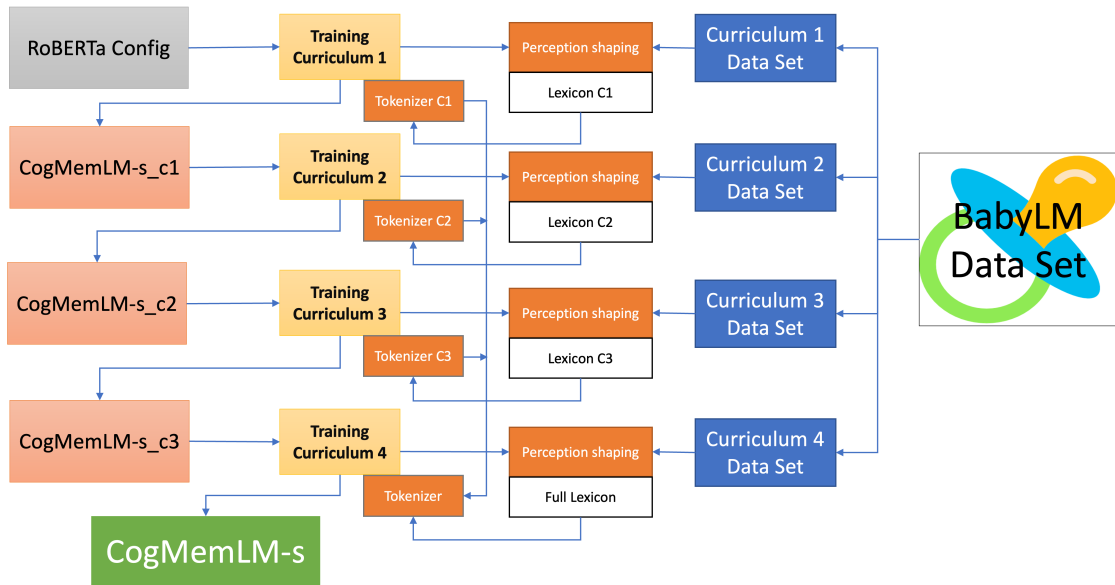 RoBERTa Config
Training
Curriculum 1
Perception shaping
Curriculum 1
Data Set
Tokenizer C1
Lexicon C1
CogMemLM-s_c1
Training
Curriculum 2
Perception shaping
Curriculum 2
Data Set
Tokenizer C2
Lexicon C2
BabyLM
Data Set
CogMemLM-s_c2
Training
Curriculum 3
Perception shaping
Curriculum 3
Data Set
Tokenizer C3
Lexicon C3
CogMemLM-s_c3
Training
Curriculum 4
Perception shaping
Curriculum 4
Data Set
Tokenizer
Full Lexicon
CogMemLM-s